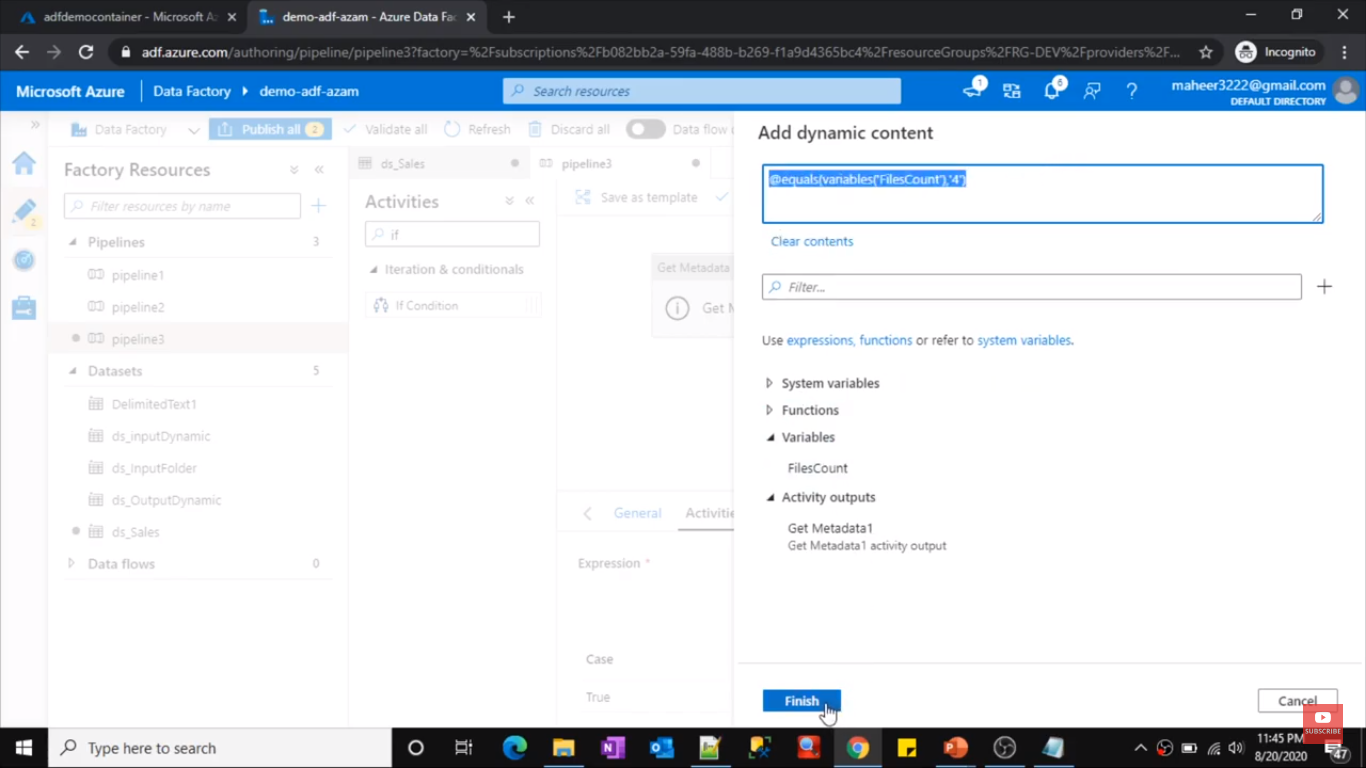 adfdemocontainer - Microsoft Az
demo-adf-azam - Azure Data Fac
adf.azure.com/authoring/pipeline/pipeline3?factory=%2Fsubscriptions%2Fb082bb2a-59fa-488b-b269-f1a9d4365bc4%2FresourceGroups%2FRG-DEV%2Fproviders%2F...
Incognito
Microsoft Azure
Data Factory
demo-adf-azam
Search resources
1
6
maheer3222@gmail.com
DEFAULT DIRECTORY
Data Factory
Publish all 2
Validate all
Refresh
Discard all
Data flow
Add dynamic content
Factory Resources
ds_Sales
pipeline3
@equals(variables('FilesCount'),'4')
Filter resources by name
Activities
Save as template
2
if
Clear contents
Pipelines 3
Iteration & conditionals
Get Metadata
pipeline1
If Condition
Get M
Filter...
pipeline2
pipeline3
Use expressions, functions or refer to system variables.
Datasets 5
System variables
DelimitedText1
Functions
ds_inputDynamic
Variables
ds_InputFolder
FilesCount
ds_OutputDynamic
Activity outputs
General
Activitie
ds_Sales
Get Metadata1
Get Metadata1 activity output
Data flows 0
Expression *
Case
True
Finish
Cancel
SUBSCRIBE
Type here to search
11:45 PM
8/20/2020
47